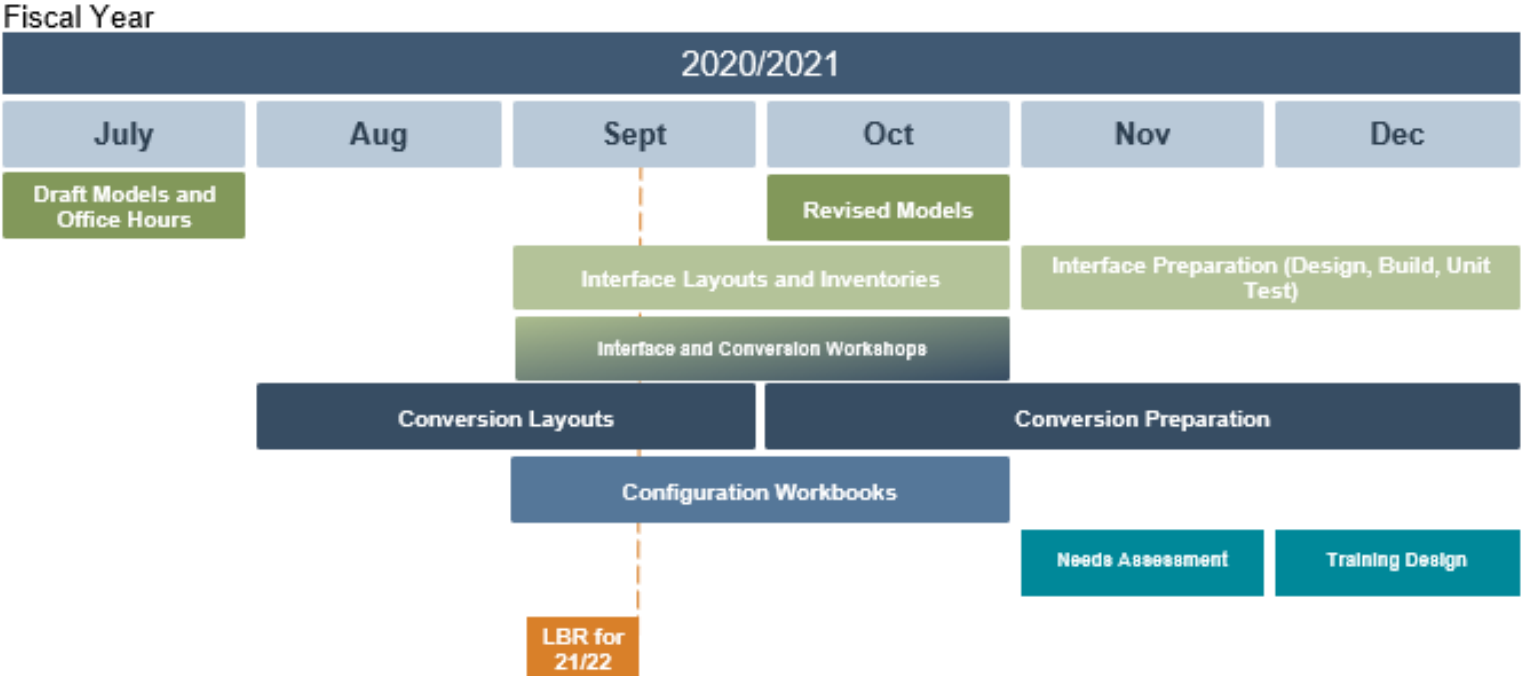 Fiscal Year
2020/2021
July
Aug
Sept
Oct
Nov
Dec
Draft Models and
Office Hours
Revised Models
Interface Layouts and Inventories
Interface Preparation (Design, Build, Unit
Test)
Interface and Conversion Workshops
Conversion Layouts
Conversion Preparation
Configuration Workbooks
Needs Assessment
Training Design
LBR for
21/22